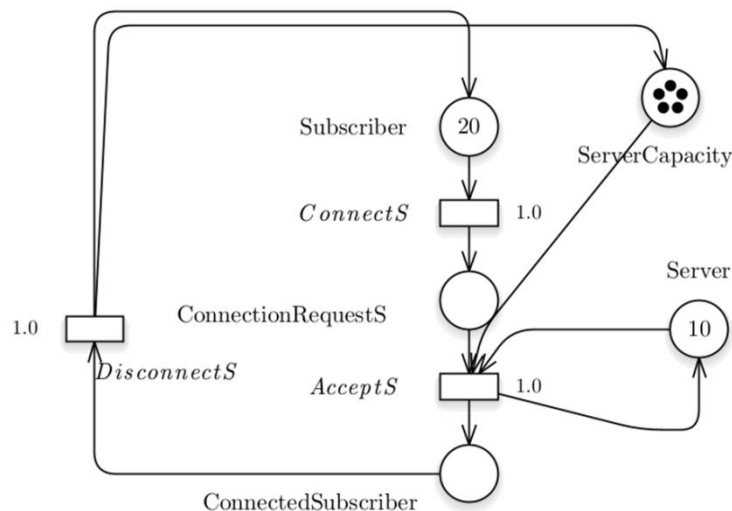 Subscriber
20
ServerCapacity
ConnectS
1.0
Server
ConnectionRequestS
10
1.0
DisconnectS
AcceptS
1.0
ConnectedSubscriber